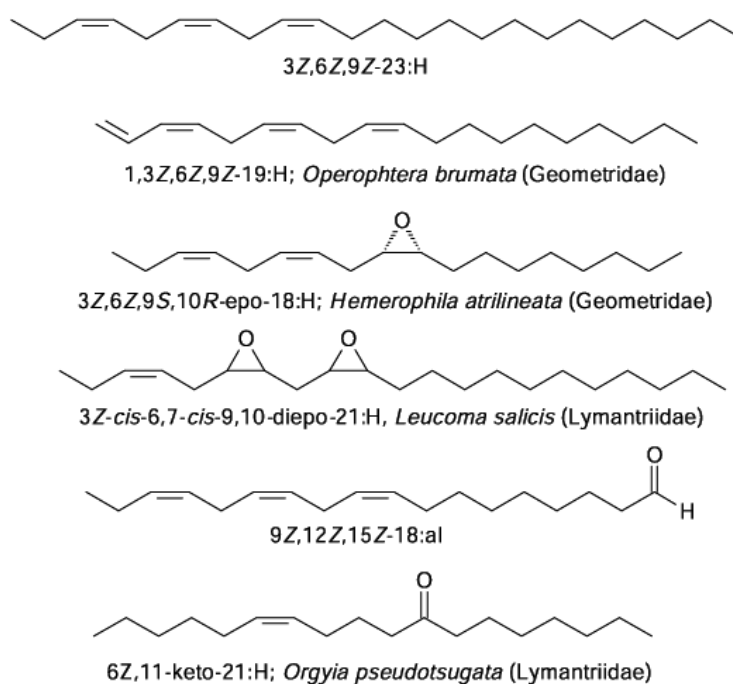 3Z,6Z,9Z-23:H
1,3Z,6Z,9Z-19:H; Operophtera brumata (Geometridae)
O
3Z,6Z,9S,10R-epo-18:H; Hemerophila atrilineata (Geometridae)
O O
3Z-cis-6,7-cis-9,10-diepo-21:H, Leucoma salicis (Lymantriidae)
O
H
9Z,12Z,15Z-18:al
O
6Z,11-keto-21:H; Orgyia pseudotsugata (Lymantriidae)